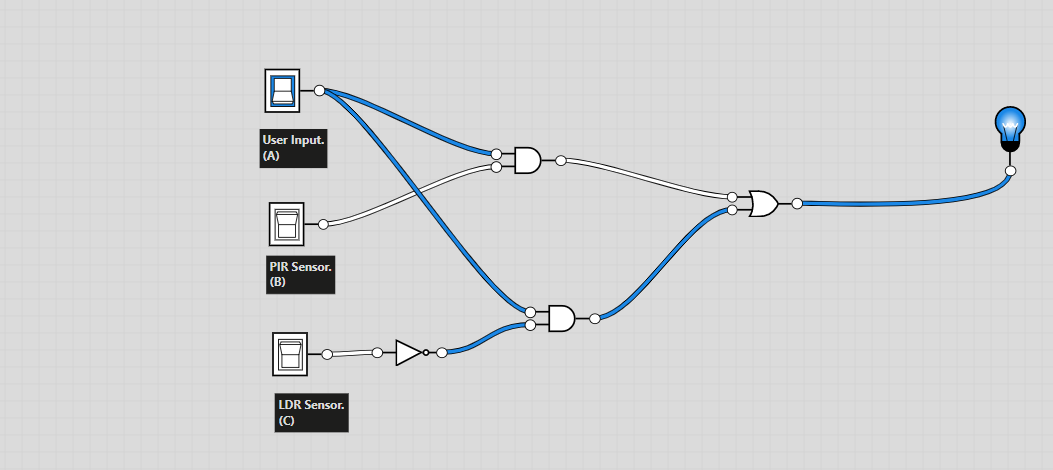 User Input.
(A)
PIR Sensor.
(B)
LDR Sensor.
(C)